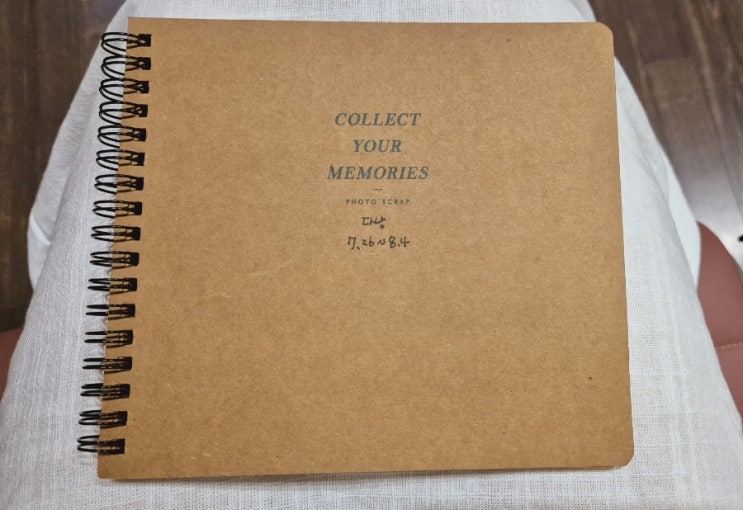 COLLECT
YOUR
MEMORIES
PHOTO SCRAP
다낭
7.26~8.4